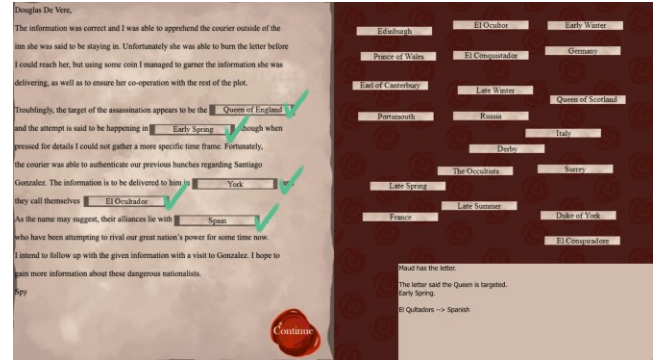 Douglas De Vere,
The information was correct and I was able to apprehend the courier outside of the
inn she was said to be staying in. Unfortunately she was able to burn the letter before
I could reach her, but using some coin I managed to garner the information she was
delivering, as well as to ensure her co-operation with the rest of the plot.
Troublingly, the target of the assassination appears to be the Queen of England
and the attempt is said to be happening in Early Spring though when
pressed for details I could not gather a more specific time frame. Fortunately,
the courier was able to authenticate our previous hunches regarding Santiago
Gonzalez. The information is to be delivered to him in York and
they call themselves El Ocultador
As the name may suggest, their alliances lie with Spain
who have been attempting to rival our great nation's power for some time now.
I intend to follow up with the given information with a visit to Gonzalez. I hope to
gain more information about these dangerous nationalists.
Spy
Continue
Edinburgh
El Ocultor
Early Winter
Prince of Wales
El Conquistador
Germany
Earl of Canterbury
Late Winter
Queen of Scotland
Portsmouth
Russia
Italy
Derby
The Occultists
Surrey
Late Spring
Late Summer
France
Duke of York
El Conspiradore
Maud has the letter.
The letter said the Queen is targeted.
Early Spring.
El Qultadors --> Spanish